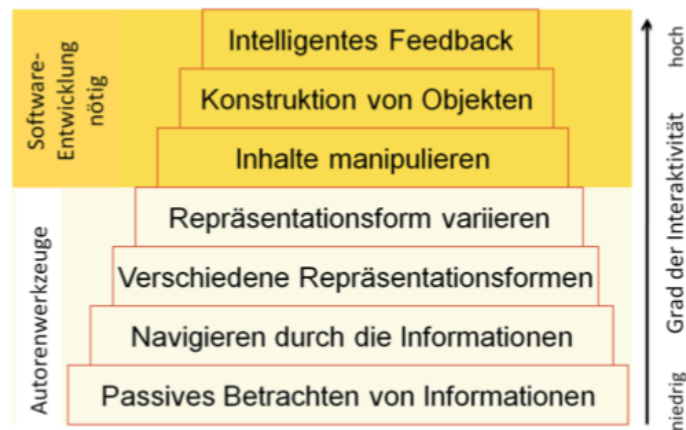 Intelligentes Feedback
Konstruktion von Objekten
Inhalte manipulieren
Repräsentationsform variieren
Verschiedene Repräsentationsformen
Navigieren durch die Informationen
Passives Betrachten von Informationen
Software-
Entwicklung
nötig
Autorenwerkzeuge
hoch
Grad der Interaktivität
niedrig